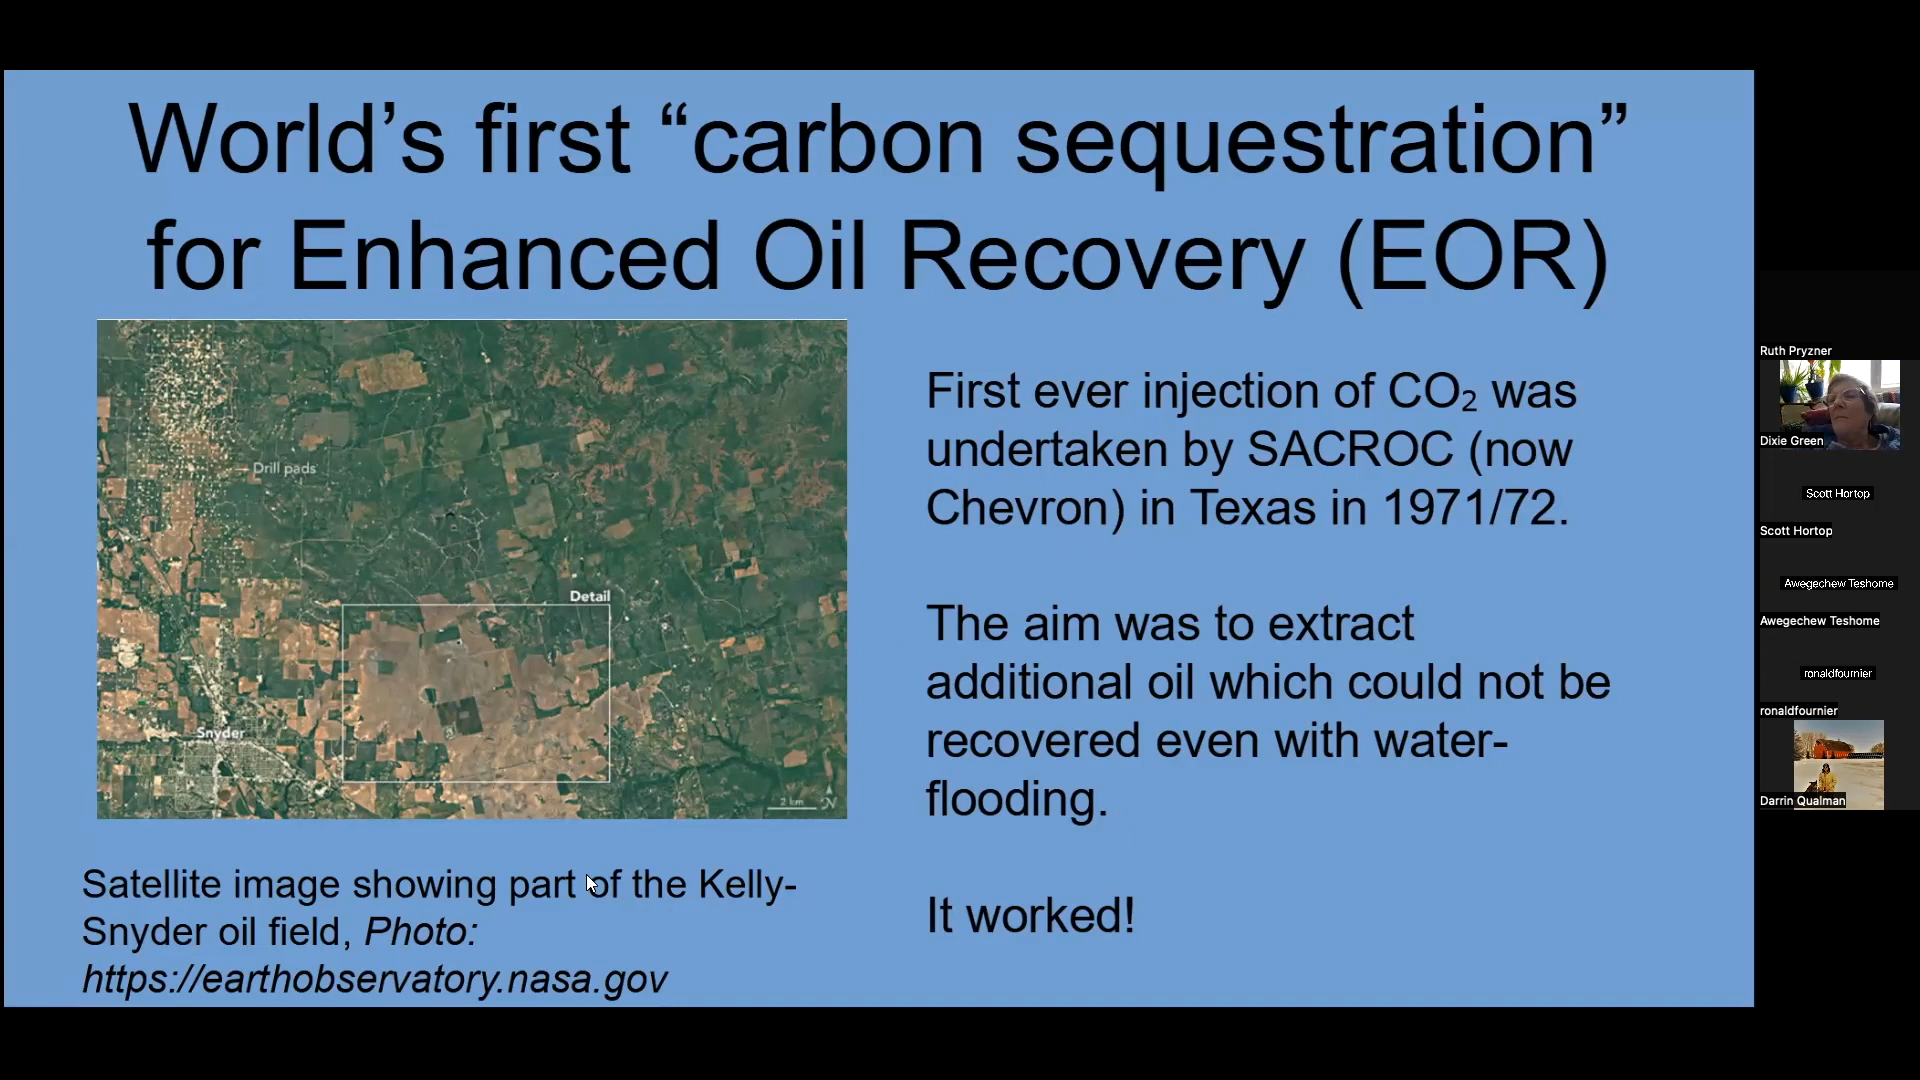 World's first “carbon sequestration”
for Enhanced Oil Recovery (EOR)
Drill pads
Detail
Snyder
2 km
N
Satellite image showing part of the Kelly-
Snyder oil field, Photo:
https://earthobservatory.nasa.gov
First ever injection of CO₂ was
undertaken by SACROC (now
Chevron) in Texas in 1971/72.
The aim was to extract
additional oil which could not be
recovered even with water-
flooding.
It worked!
Ruth Pryzner
Dixie Green
Scott Hortop
Scott Hortop
Awegechew Teshome
Awegechew Teshome
ronaldfournier
ronaldfournier
Darrin Qualman